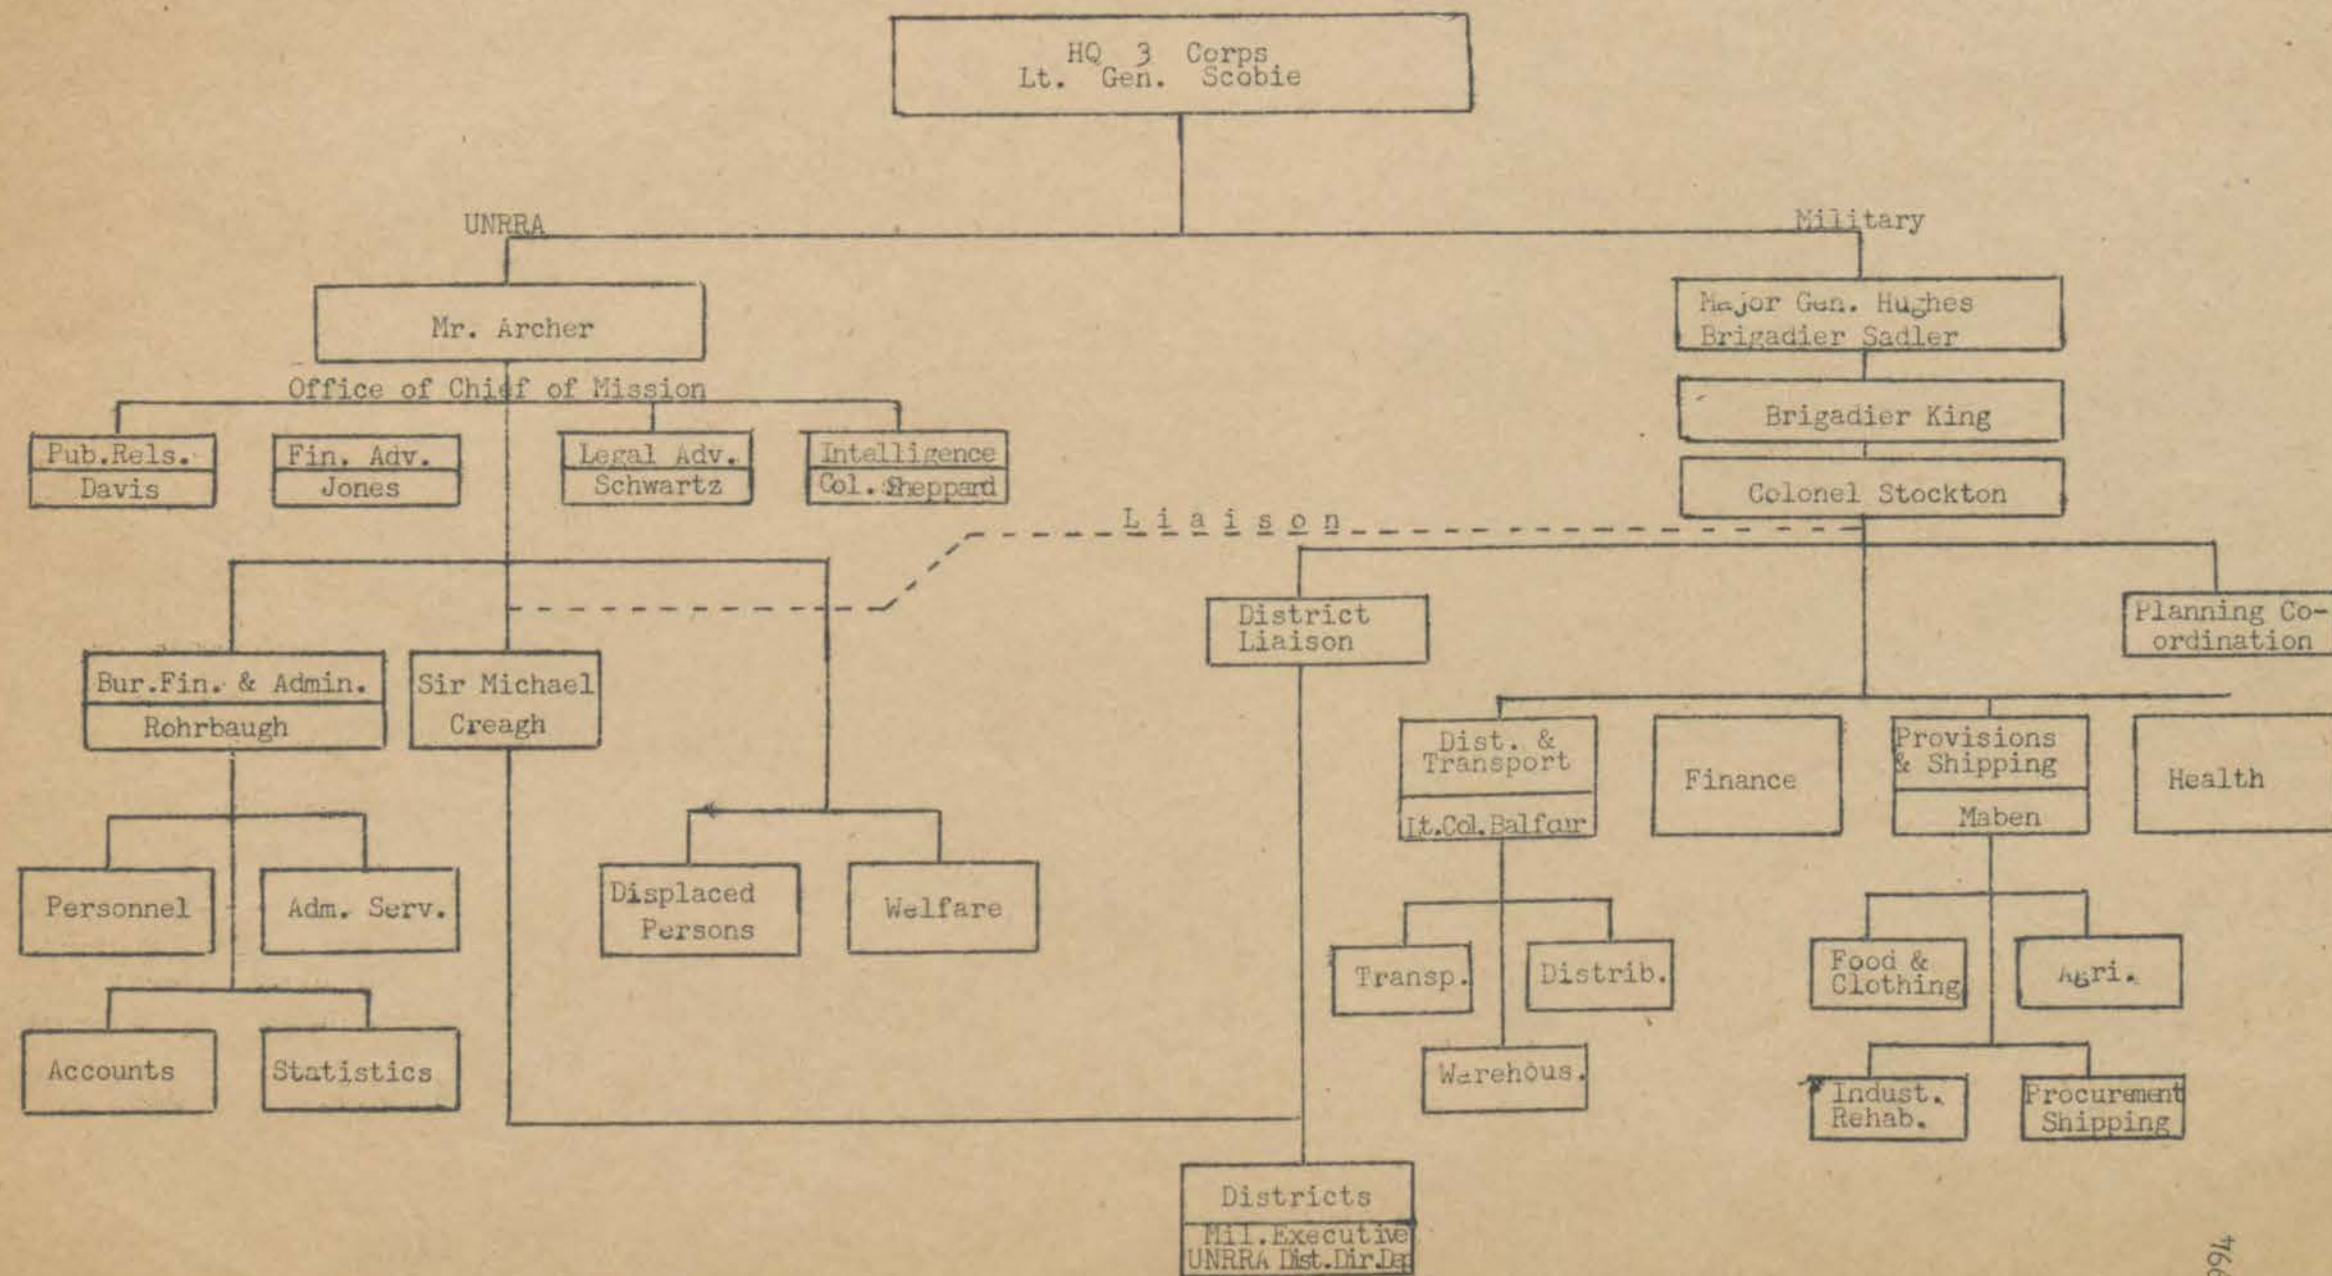 HQ 3 Corps
Lt. Gen. Scobie
UNRRA
Military
Mr. Archer
Major Gen. Hughes
Brigadier Sadler
Office of Chief of Mission
Brigadier King
Pub.Rels.
Davis
Fin. Adv.
Jones
Legal Adv.
Schwartz
Intelligence
Col. Sheppard
Colonel Stockton
Liaison
District
Liaison
Planning Co-
ordination
Bur.Fin. & Admin.
Rohrbaugh
Sir Michael
Creagh
Dist. &
Transport
Lt.Col.Balfour
Finance
Provisions
& Shipping
Maben
Health
Personnel
Adm. Serv.
Displaced
Persons
Welfare
Transp.
Distrib.
Food &
Clothing
Agri.
Accounts
Statistics
Warehous.
Indust.
Rehab.
Procurement
Shipping
Districts
Mil.Executive
UNRRA Dist.Dir.Dep